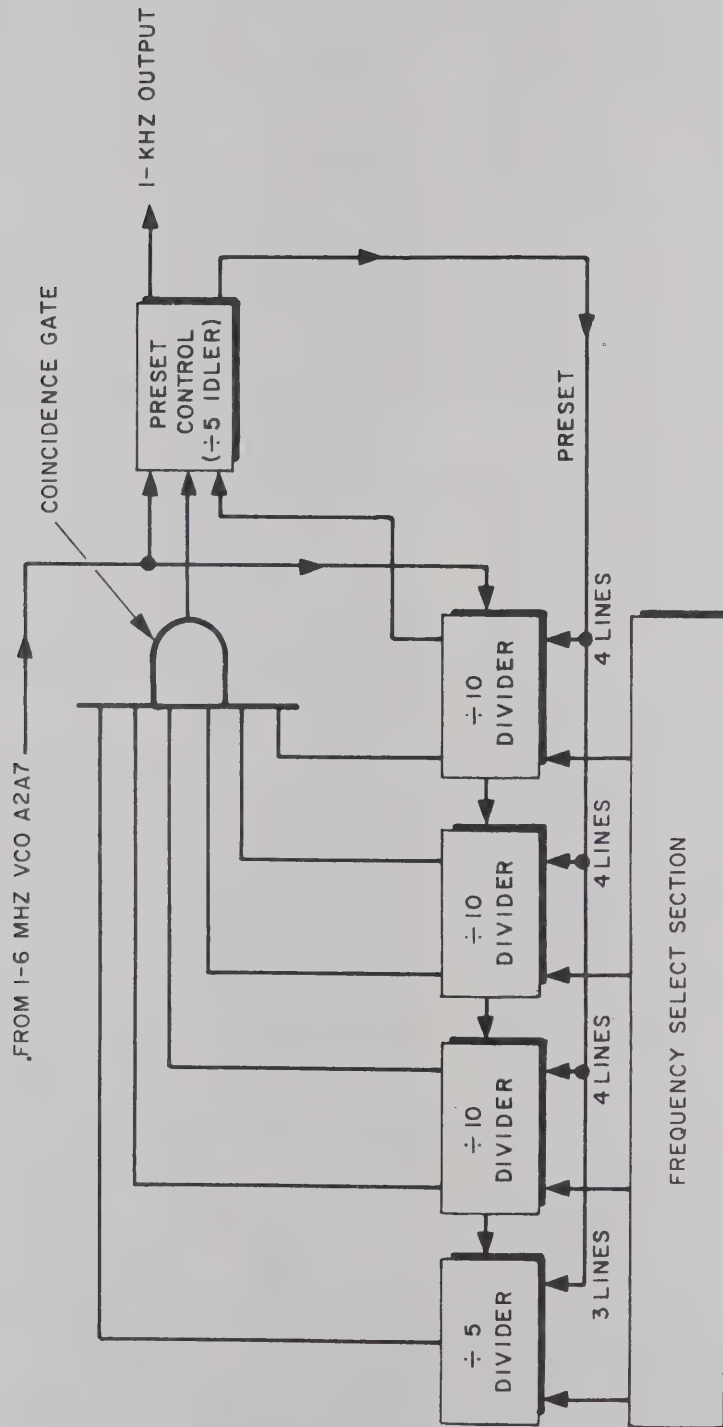 FROM 1-6 MHZ VCO A2A7
COINCIDENCE GATE
1-KHZ OUTPUT
PRESET
CONTROL
(÷5 IDLER)
PRESET
÷ 5
DIVIDER
÷10
DIVIDER
÷10
DIVIDER
÷10
DIVIDER
3 LINES
4 LINES
4 LINES
4 LINES
FREQUENCY SELECT SECTION